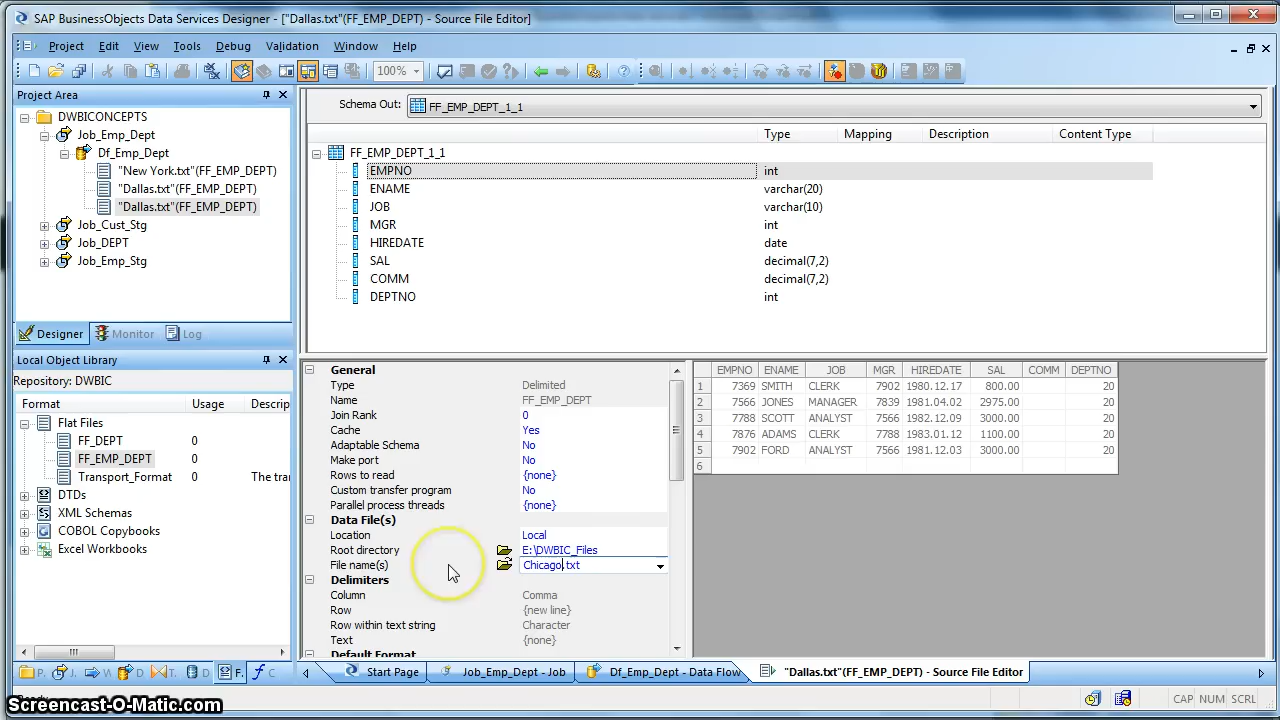 SAP BusinessObjects Data Services Designer - ["Dallas.txt"(FF_EMP_DEPT) - Source File Editor]
Project Edit View Tools Debug Validation Window Help
100%
Project Area
DWBICONCEPTS
Job_Emp_Dept
Df_Emp_Dept
"New York.txt"(FF_EMP_DEPT)
"Dallas.txt"(FF_EMP_DEPT)
"Dallas.txt"(FF_EMP_DEPT)
Job_Cust_Stg
Job_DEPT
Job_Emp_Stg
Designer Monitor Log
Local Object Library
Repository: DWBIC
Format Usage Descrip
Flat Files
FF_DEPT 0
FF_EMP_DEPT 0
Transport_Format 0 The tra
DTDs
XML Schemas
COBOL Copybooks
Excel Workbooks
P. J. W D T. D F. C
Schema Out: FF_EMP_DEPT_1_1
Type Mapping Description Content Type
FF_EMP_DEPT_1_1
EMPNO int
ENAME varchar(20)
JOB varchar(10)
MGR int
HIREDATE date
SAL decimal(7,2)
COMM decimal(7,2)
DEPTNO int
General
Type Delimited
Name FF_EMP_DEPT
Join Rank 0
Cache Yes
Adaptable Schema No
Make port No
Rows to read {none}
Custom transfer program No
Parallel process threads {none}
Data File(s)
Location Local
Root directory E:\DWBIC_Files
File name(s) Chicago.txt
Delimiters
Column Comma
Row {new line}
Row within text string Character
Text {none}
Default Format
EMPNO ENAME JOB MGR HIREDATE SAL COMM DEPTNO
1 7369 SMITH CLERK 7902 1980.12.17 800.00 20
2 7566 JONES MANAGER 7839 1981.04.02 2975.00 20
3 7788 SCOTT ANALYST 7566 1982.12.09 3000.00 20
4 7876 ADAMS CLERK 7788 1983.01.12 1100.00 20
5 7902 FORD ANALYST 7566 1981.12.03 3000.00 20
6
Start Page Job_Emp_Dept - Job Df_Emp_Dept - Data Flow "Dallas.txt"(FF_EMP_DEPT) - Source File Editor
CAP NUM SCRL
Screencast-O-Matic.com